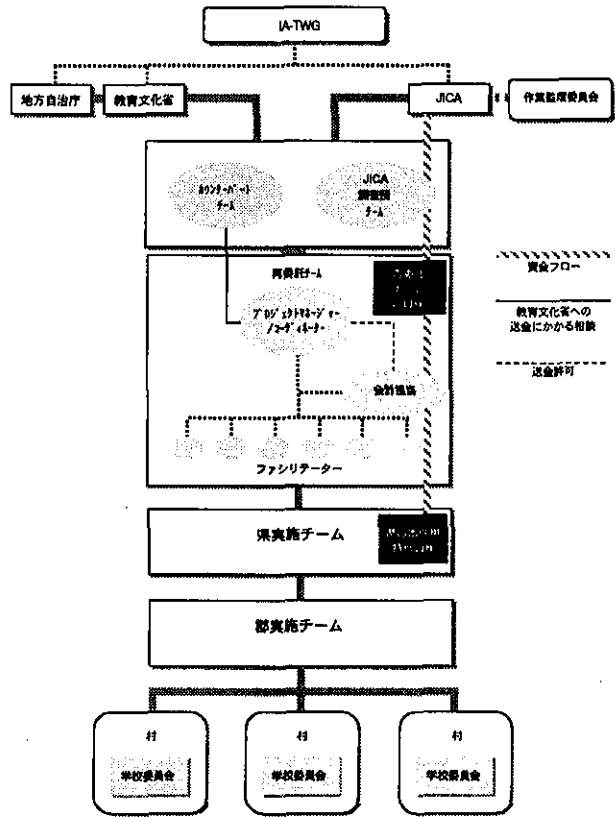 IA-TWG
地方自治庁
教育文化省
JICA
作業監理委員会
カウンターパート
チーム
JICA
調査団
チーム
再委託チーム
プロジェクトマネージャー
/コーディネーター
会計担当
ファシリテーター
資金フロー
教育文化省への
送金にかかる相談
送金許可
県実施チーム
郡実施チーム
村
村
村
学校委員会
学校委員会
学校委員会